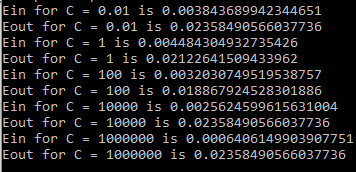 Ein for C = 0.01 is 0.003843689942344651
Eout for C = 0.01 is 0.02358490566037736
Ein for C = 1 is 0.004484304932735426
Eout for C = 1 is 0.02122641509433962
Ein for C = 100 is 0.0032030749519538757
Eout for C = 100 is 0.018867924528301886
Ein for C = 10000 is 0.0025624599615631004
Eout for C = 10000 is 0.02358490566037736
Ein for C = 1000000 is 0.0006406149903907751
Eout for C = 1000000 is 0.02358490566037736